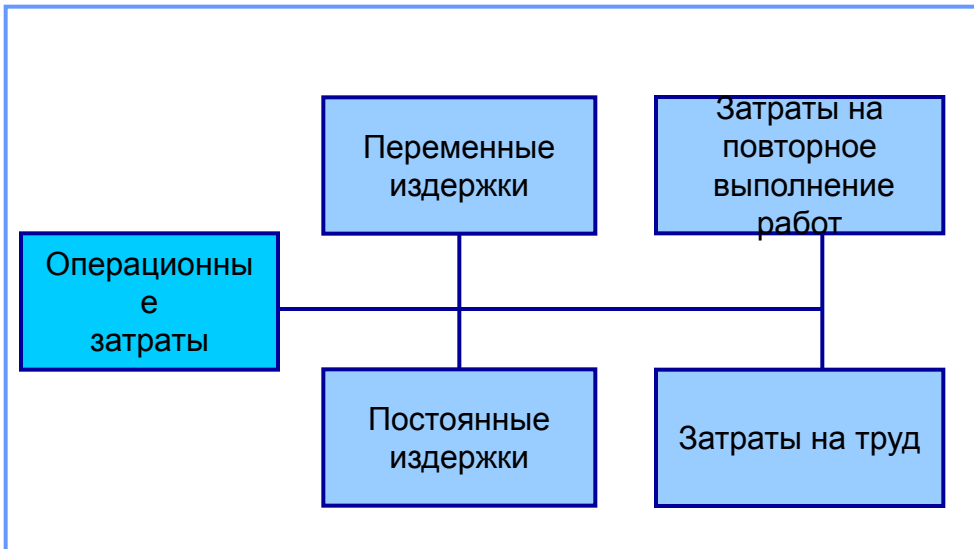 Переменные
издержки
Затраты на
повторное
выполнение
работ
Операционны
е
затраты
Постоянные
издержки
Затраты на труд